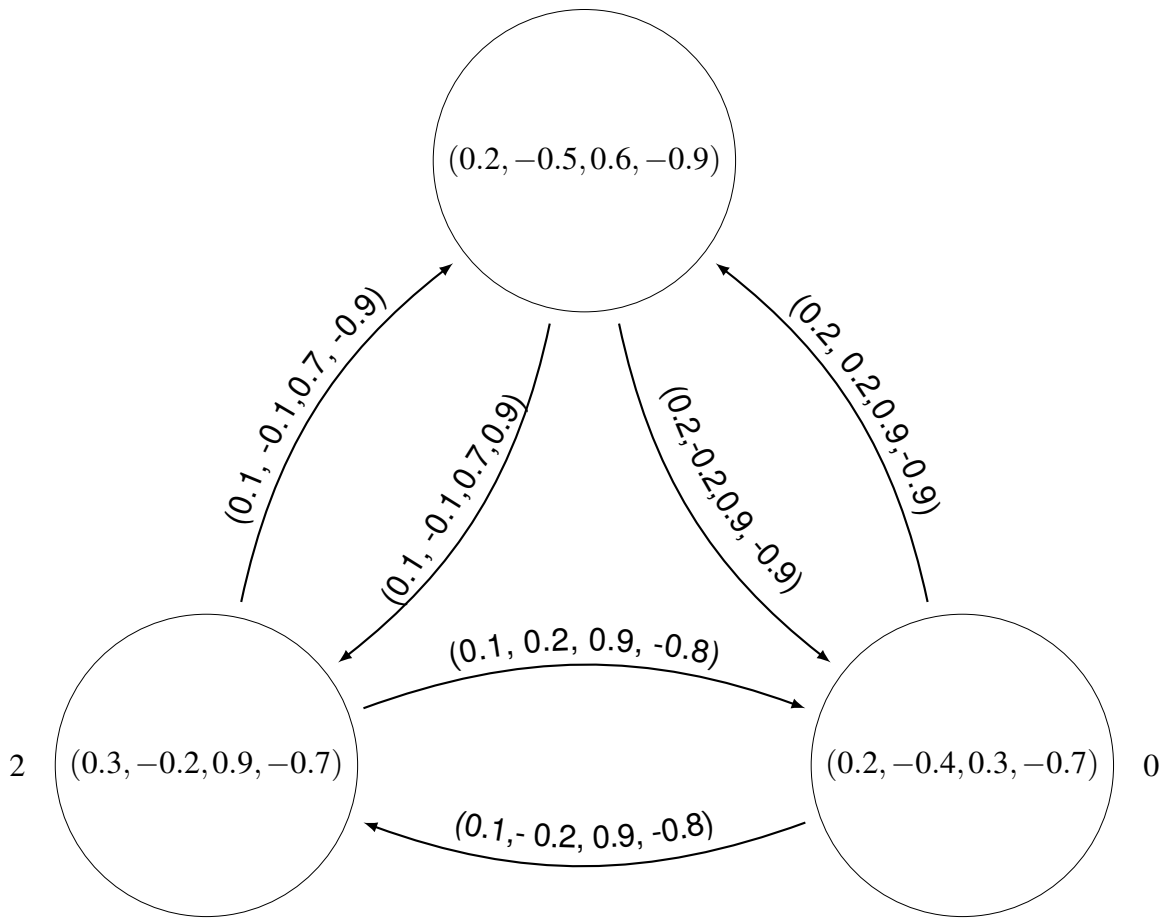 (0.2, −0.5, 0.6, −0.9)
(0.1, -0.1,0.7, -0.9)
(0.2, 0.2,0.9,-0.9)
(0.1, -0.1,0.7,0.9)
(0.2,-0.2,0.9, -0.9)
(0.1, 0.2, 0.9, -0.8)
2
(0.3, −0.2, 0.9, −0.7)
(0.2, −0.4, 0.3, −0.7)
0
(0.1,- 0.2, 0.9, -0.8)